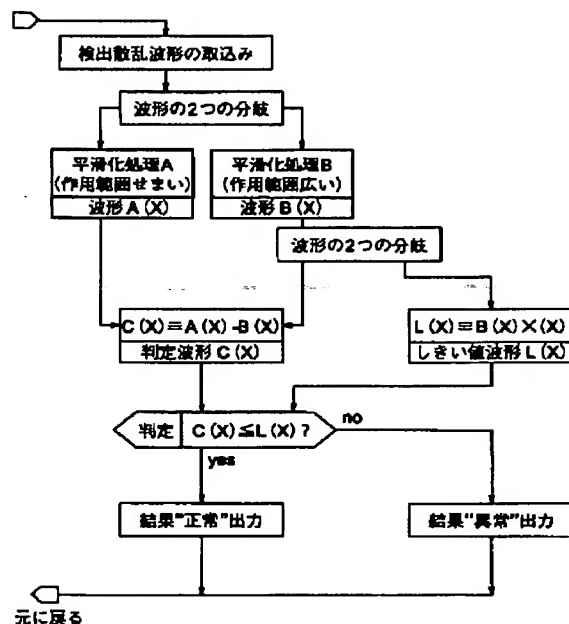 検出散乱波形の取込み
波形の2つの分岐
平滑化処理A
(作用範囲せまい)
波形A(X)
平滑化処理B
(作用範囲広い)
波形B(X)
波形の2つの分岐
C(X)≡A(X)-B(X)
判定波形C(X)
L(X)≡B(X)×(X)
しきい値波形L(X)
判定 C(X)≦L(X)?
no
yes
結果"正常"出力
結果"異常"出力
元に戻る